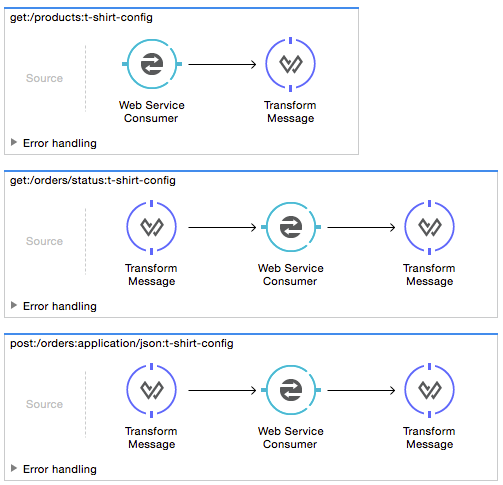 get:/products:t-shirt-config
Source
Web Service
Consumer
Transform
Message
Error handling
get:/orders/status:t-shirt-config
Source
Transform
Message
Web Service
Consumer
Transform
Message
Error handling
post:/orders:application/json:t-shirt-config
Source
Transform
Message
Web Service
Consumer
Transform
Message
Error handling